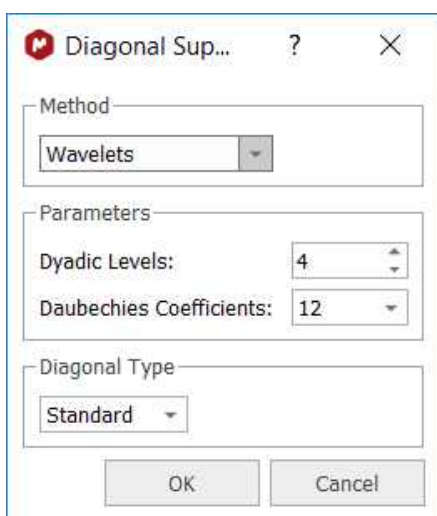 Diagonal Sup... ?
Method
Wavelets
Parameters
Dyadic Levels: 4
Daubechies Coefficients: 12
Diagonal Type
Standard
OK Cancel